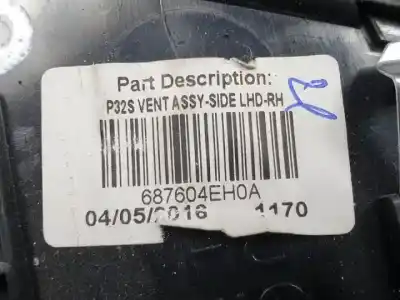 Part Description:
P32S VENT ASSY-SIDE LHD-RH
687604EH0A
04/05/2016 1170